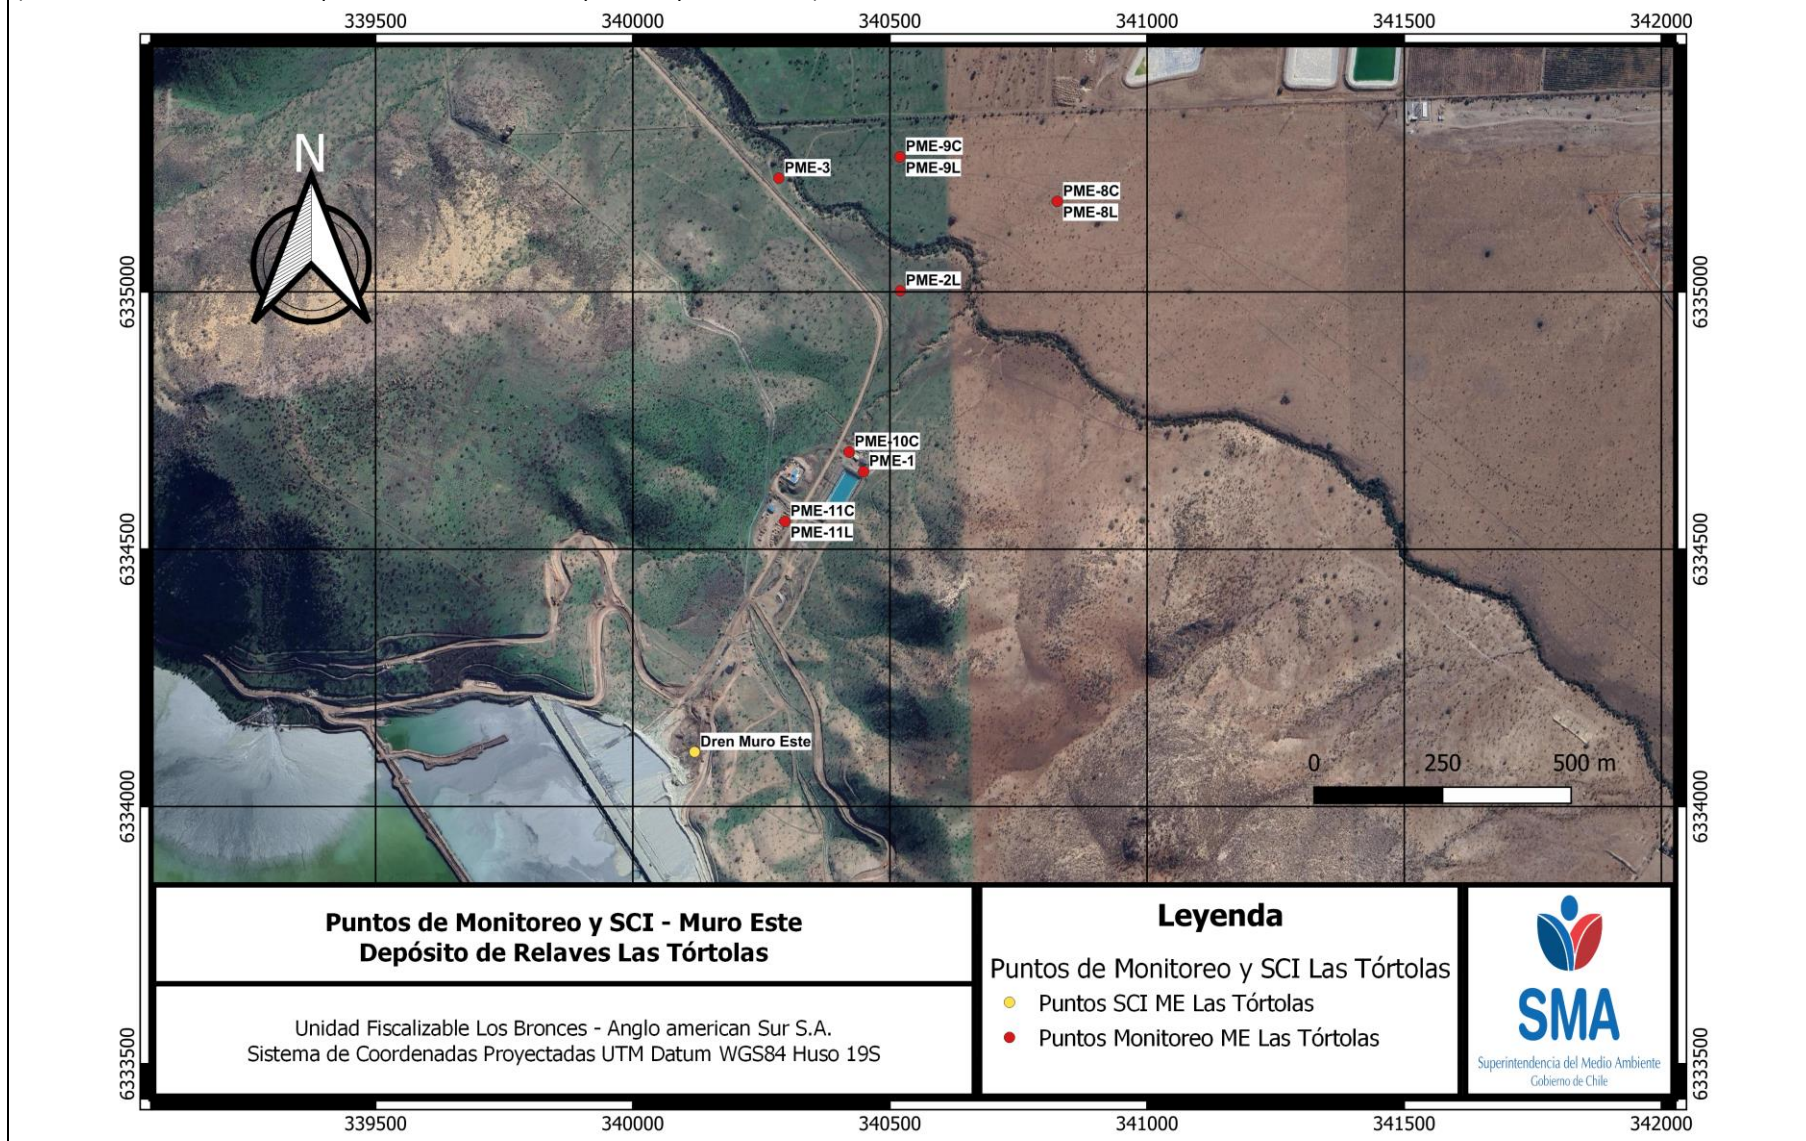 339500 340000 340500 341000 341500 342000
N
PME-9C
PME-9L
PME-3
PME-8C
PME-8L
6335000 6335000
PME-2L
PME-10C
PME-1
PME-11C
PME-11L
6334500 6334500
Dren Muro Este
0 250 500 m
6334000 6334000
Puntos de Monitoreo y SCI - Muro Este
Depósito de Relaves Las Tórtolas
Unidad Fiscalizable Los Bronces - Anglo american Sur S.A.
Sistema de Coordenadas Proyectadas UTM Datum WGS84 Huso 19S
Leyenda
Puntos de Monitoreo y SCI Las Tórtolas
Puntos SCI ME Las Tórtolas
Puntos Monitoreo ME Las Tórtolas
SMA
Superintendencia del Medio Ambiente
Gobierno de Chile
6333500 6333500
339500 340000 340500 341000 341500 342000